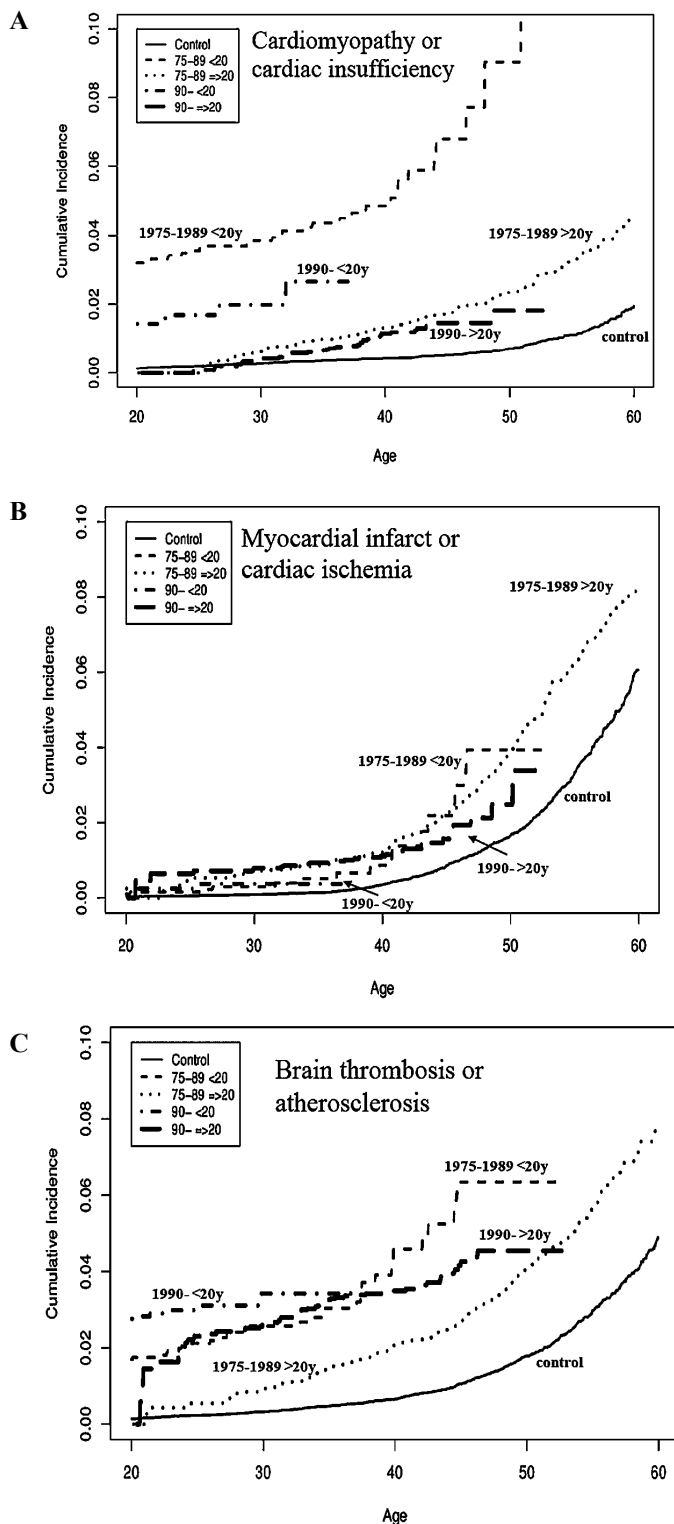 A
Control
75–89 <20
75–89 =>20
90– <20
90– =>20
Cardiomyopathy or
cardiac insufficiency
Cumulative Incidence
0.10
0.08
0.06
0.04
0.02
0.00
1975-1989 <20y
1990- <20y
1975-1989 >20y
1990- >20y
control
20
30
40
50
60
Age
B
Control
75–89 <20
75–89 =>20
90– <20
90– =>20
Myocardial infarct or
cardiac ischemia
Cumulative Incidence
0.10
0.08
0.06
0.04
0.02
0.00
1975-1989 >20y
1975-1989 <20y
control
1990- >20y
1990- <20y
20
30
40
50
60
Age
C
Control
75–89 <20
75–89 =>20
90– <20
90– =>20
Brain thrombosis or
atherosclerosis
Cumulative Incidence
0.10
0.08
0.06
0.04
0.02
0.00
1975-1989 <20y
1990- >20y
1990- <20y
1975-1989 >20y
control
20
30
40
50
60
Age